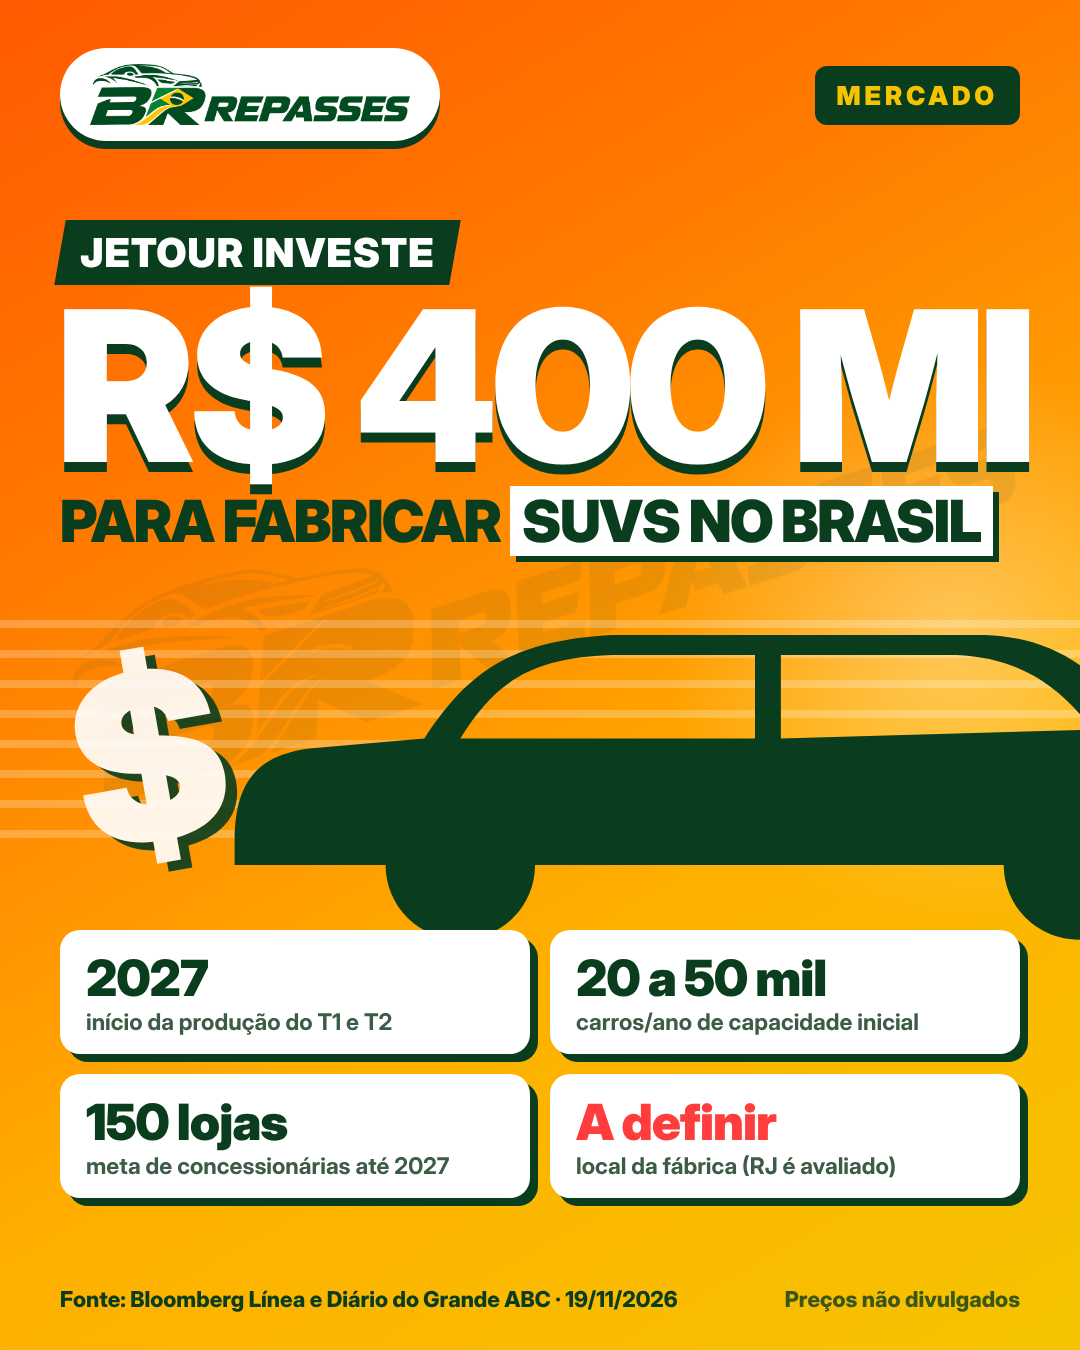 BR REPASSES
MERCADO
JETOUR INVESTE
R$ 400 MI
PARA FABRICAR SUVS NO BRASIL
BR REPASSES
$
2027
início da produção do T1 e T2
20 a 50 mil
carros/ano de capacidade inicial
150 lojas
meta de concessionárias até 2027
A definir
local da fábrica (RJ é avaliado)
Fonte: Bloomberg Línea e Diário do Grande ABC · 19/11/2026
Preços não divulgados